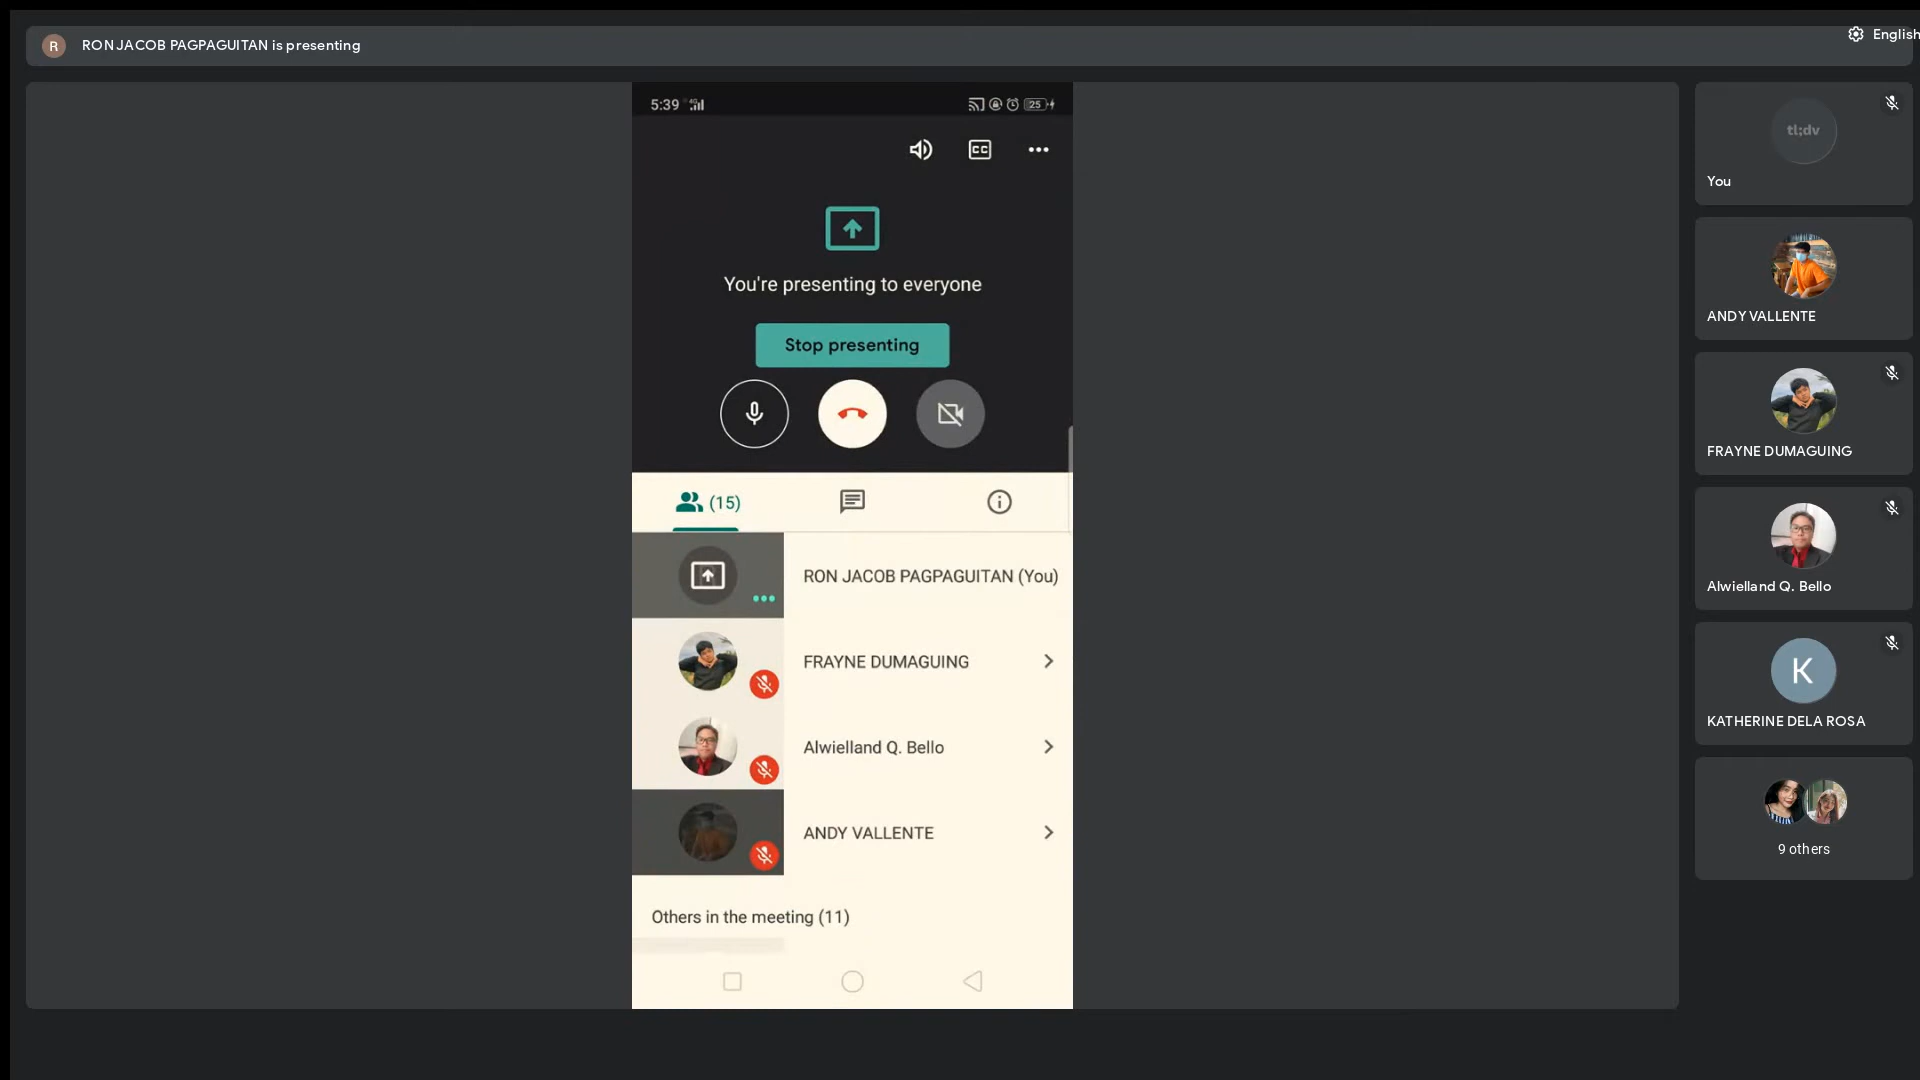 R RON JACOB PAGPAGUITAN is presenting
English
5:39 4G 25
CC
You're presenting to everyone
Stop presenting
(15)
RON JACOB PAGPAGUITAN (You)
FRAYNE DUMAGUING
Alwielland Q. Bello
ANDY VALLENTE
Others in the meeting (11)
tl;dv
You
ANDY VALLENTE
FRAYNE DUMAGUING
Alwielland Q. Bello
K
KATHERINE DELA ROSA
9 others